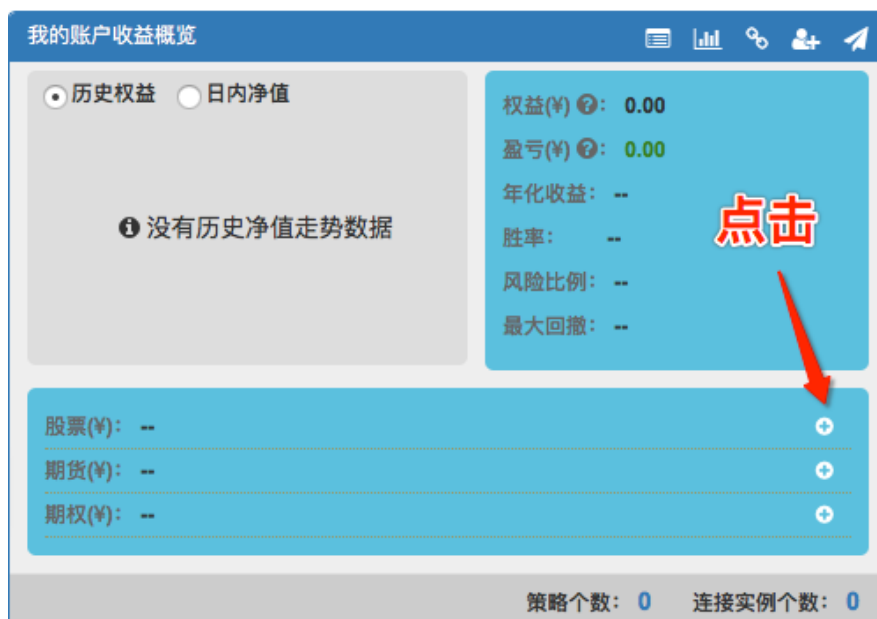 我的账户收益概览
历史权益 日内净值
没有历史净值走势数据
权益(¥) : 0.00
盈亏(¥) : 0.00
年化收益: --
胜率: --
风险比例: --
最大回撤: --
点击
股票(¥): --
期货(¥): --
期权(¥): --
策略个数: 0 连接实例个数: 0